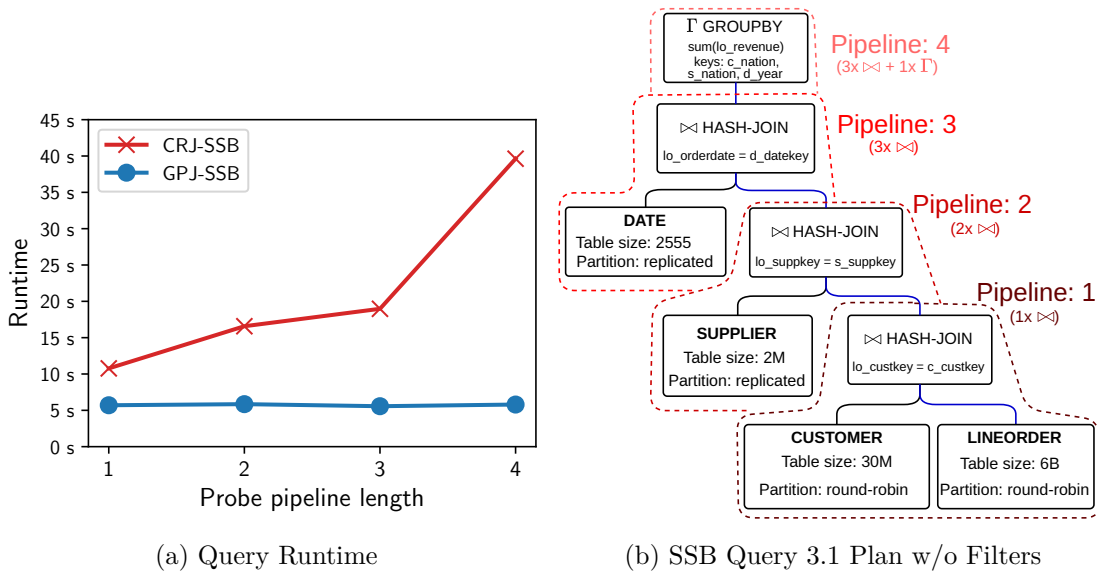 45 s
40 s
35 s
30 s
25 s
20 s
15 s
10 s
5 s
0 s
Runtime
CRJ-SSB
GPJ-SSB
1 2 3 4
Probe pipeline length
(a) Query Runtime
Γ GROUPBY
sum(lo_revenue)
keys: c_nation,
s_nation, d_year
Pipeline: 4
(3x ⋈ + 1x Γ)
⋈ HASH-JOIN
lo_orderdate = d_datekey
Pipeline: 3
(3x ⋈)
DATE
Table size: 2555
Partition: replicated
⋈ HASH-JOIN
lo_suppkey = s_suppkey
Pipeline: 2
(2x ⋈)
SUPPLIER
Table size: 2M
Partition: replicated
⋈ HASH-JOIN
lo_custkey = c_custkey
Pipeline: 1
(1x ⋈)
CUSTOMER
Table size: 30M
Partition: round-robin
LINEORDER
Table size: 6B
Partition: round-robin
(b) SSB Query 3.1 Plan w/o Filters